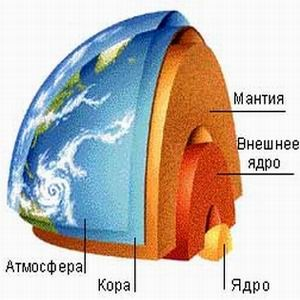 Мантия
Внешнее
ядро
Атмосфера
Кора
Ядро